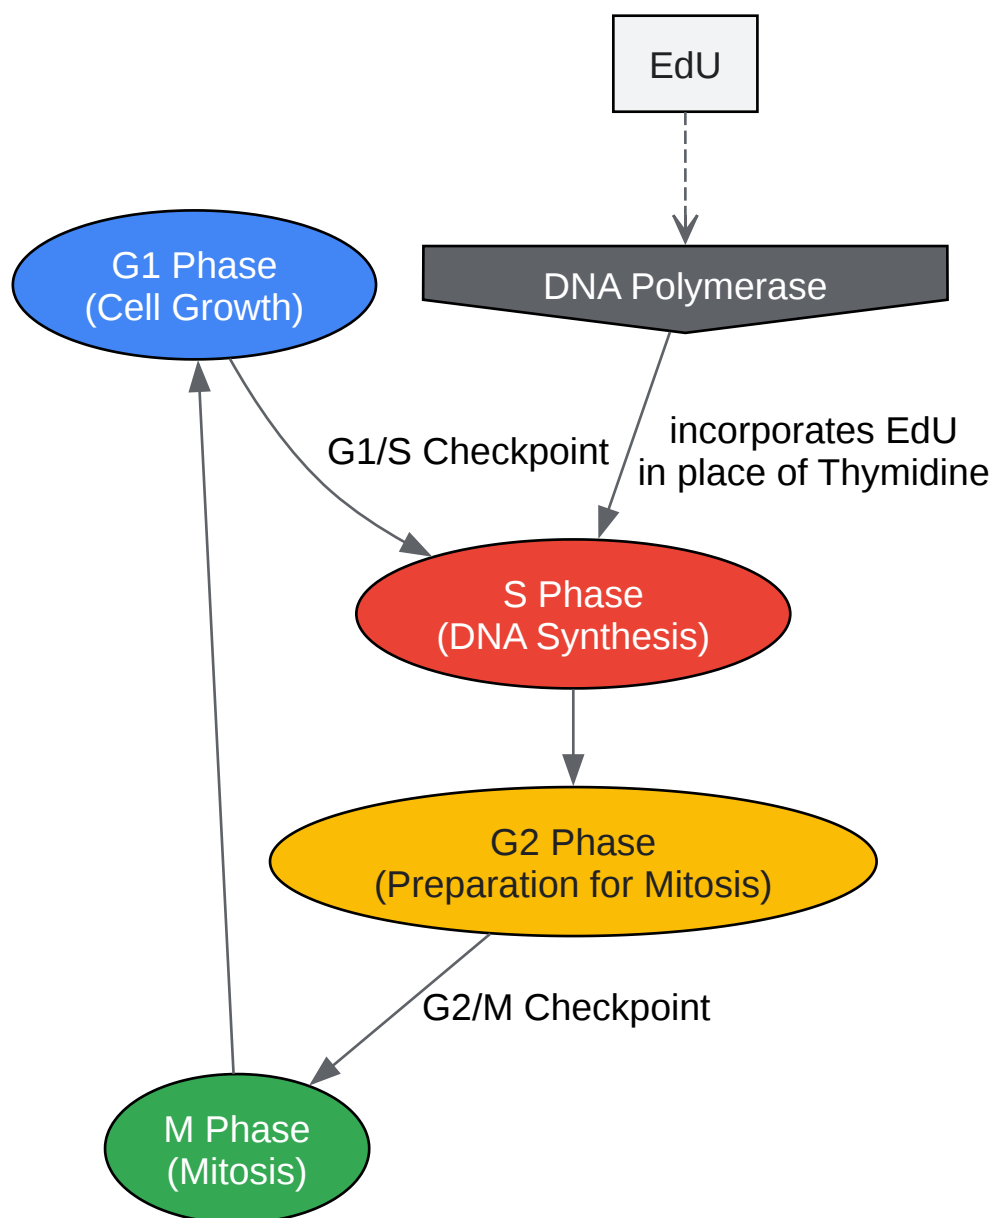 EdU
G1 Phase
(Cell Growth)
DNA Polymerase
G1/S Checkpoint
incorporates EdU
in place of Thymidine
S Phase
(DNA Synthesis)
G2 Phase
(Preparation for Mitosis)
G2/M Checkpoint
M Phase
(Mitosis)